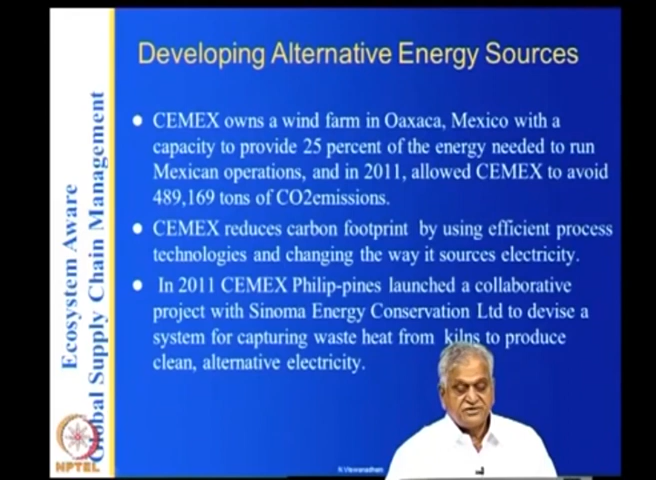 Developing Alternative Energy Sources
● CEMEX owns a wind farm in Oaxaca, Mexico with a
capacity to provide 25 percent of the energy needed to run
Mexican operations, and in 2011, allowed CEMEX to avoid
489,169 tons of CO2emissions.
● CEMEX reduces carbon footprint by using efficient process
technologies and changing the way it sources electricity.
● In 2011 CEMEX Philip-pines launched a collaborative
project with Sinoma Energy Conservation Ltd to devise a
system for capturing waste heat from kilns to produce
clean, alternative electricity.
Ecosystem Aware
Global Supply Chain Management
NPTEL
N.Viswanadham